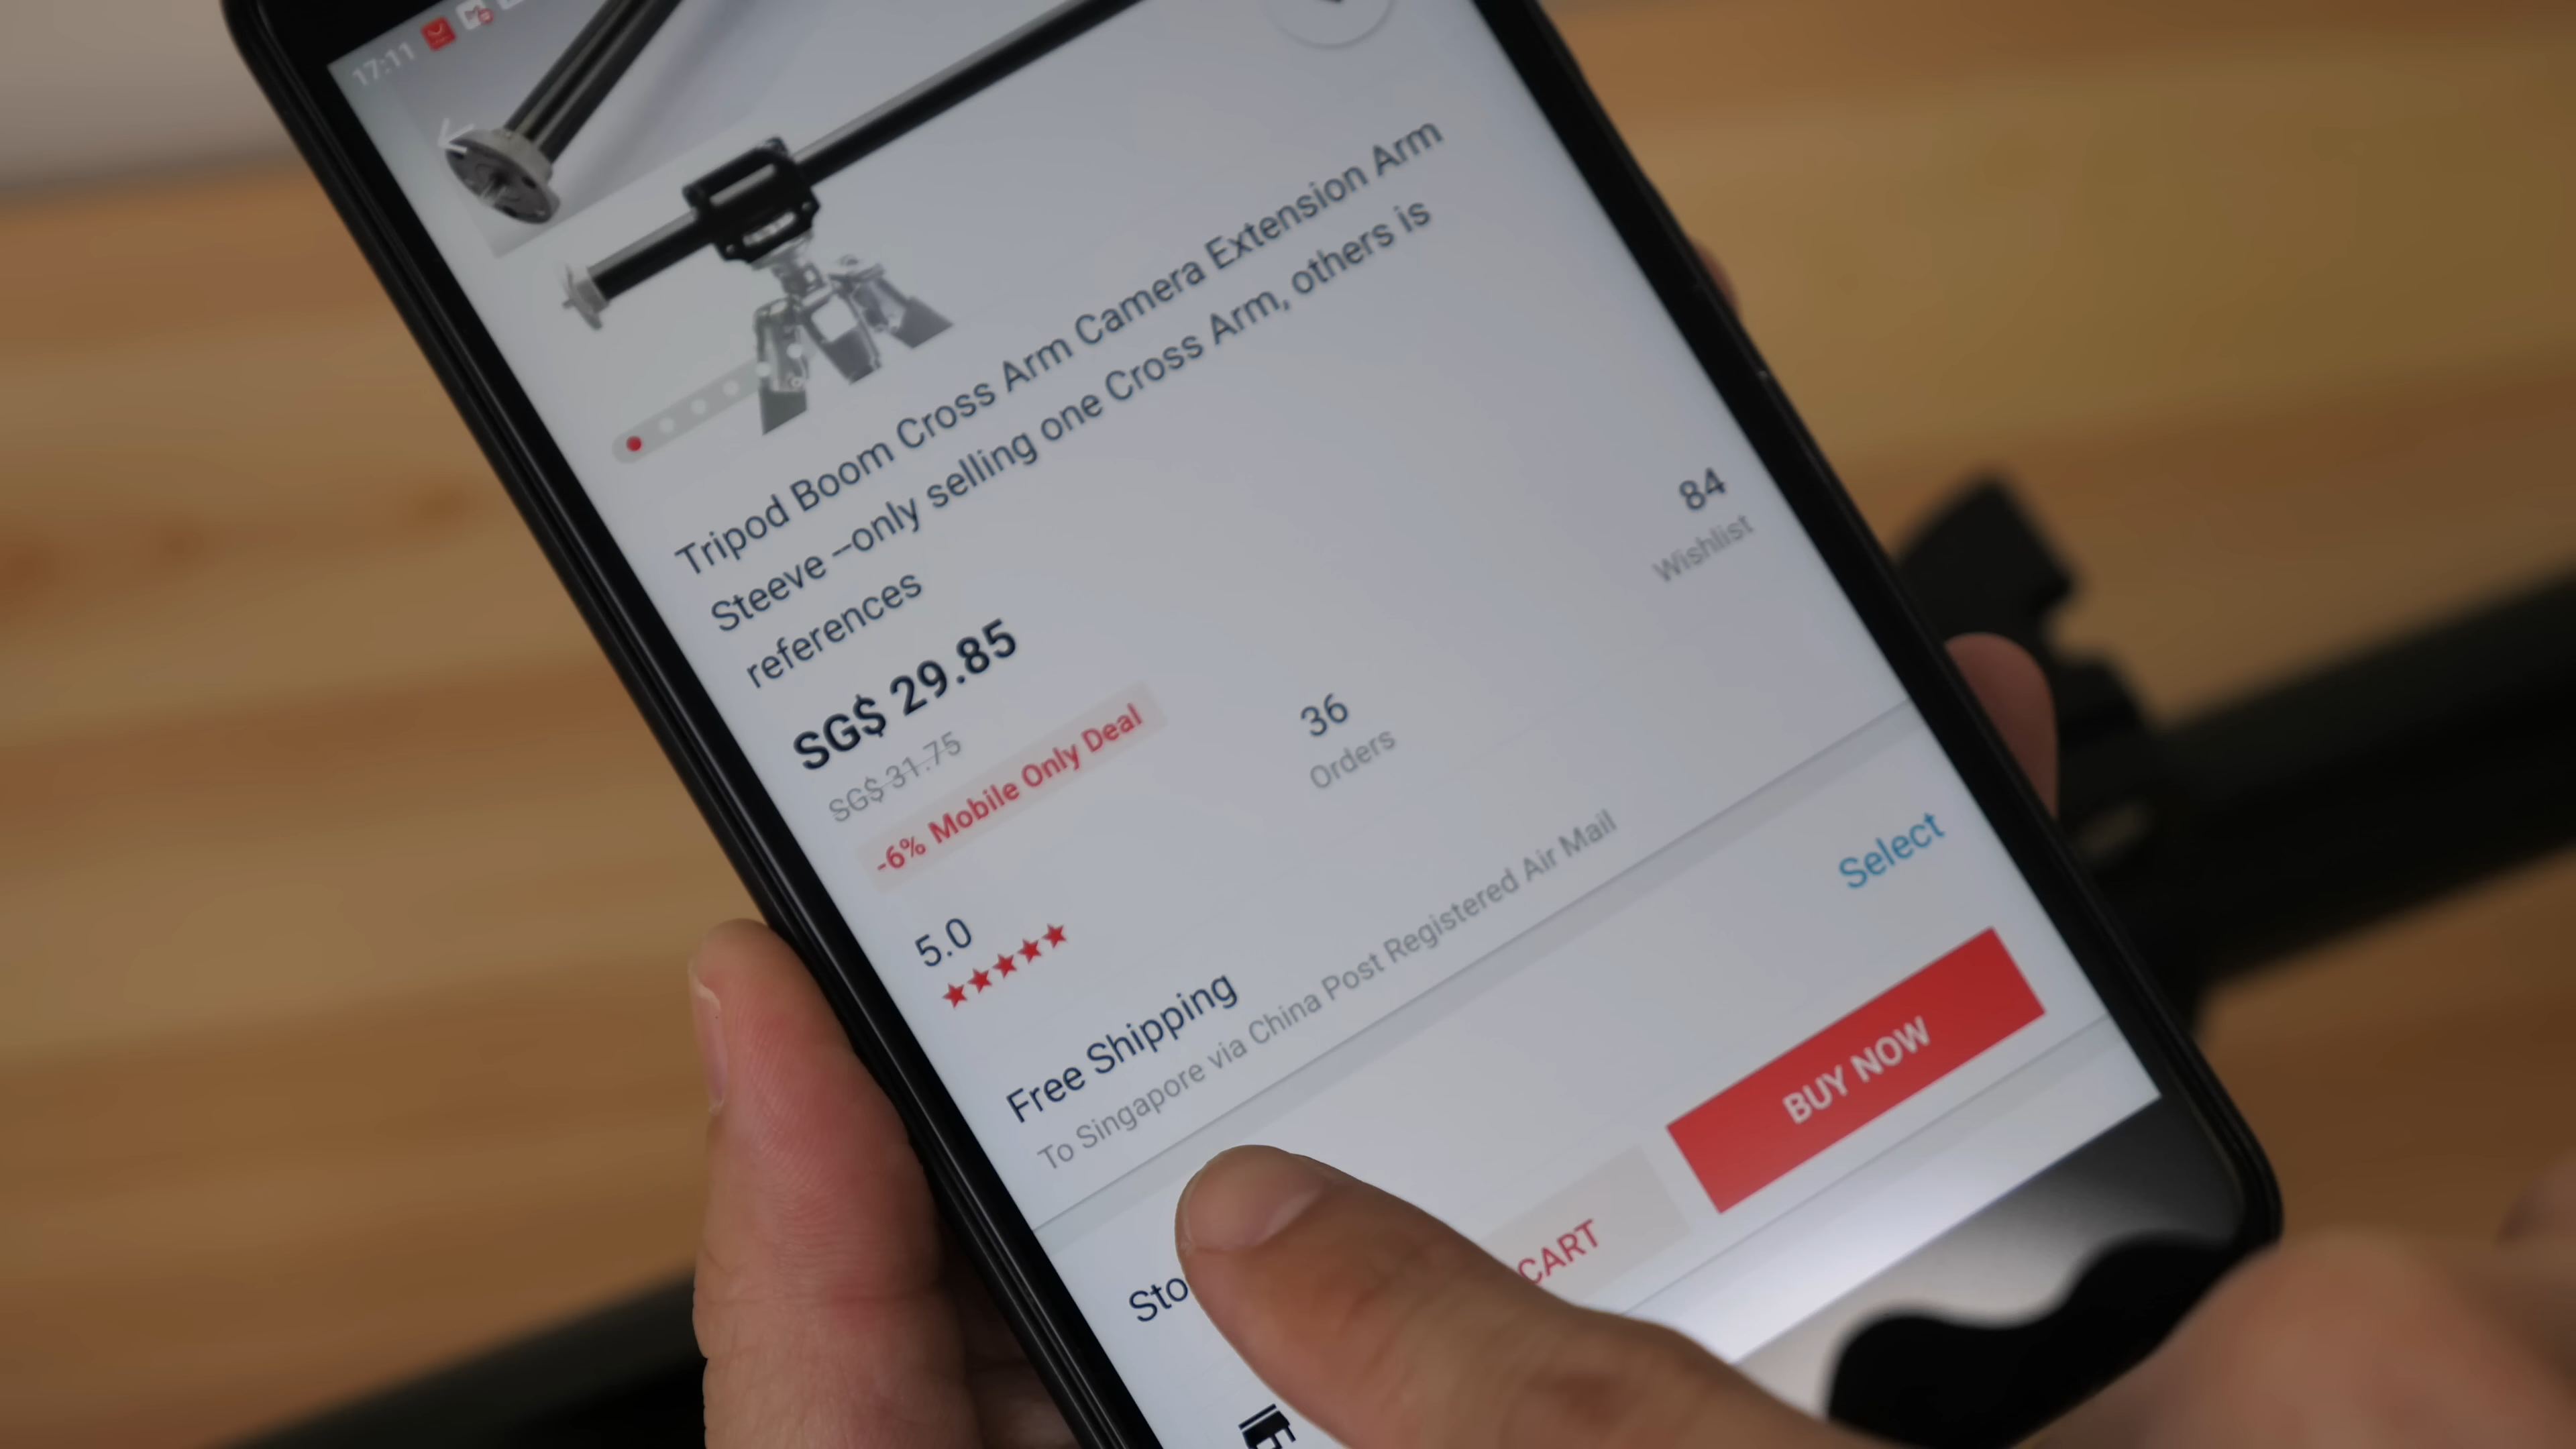 17:11
Tripod Boom Cross Arm Camera Extension Arm
Steeve –only selling one Cross Arm, others is
references
SG$ 29.85
SG$ 31.75
-6% Mobile Only Deal
84
Wishlist
5.0
36
Orders
Free Shipping
To Singapore via China Post Registered Air Mail
Select
Sto
CART
BUY NOW